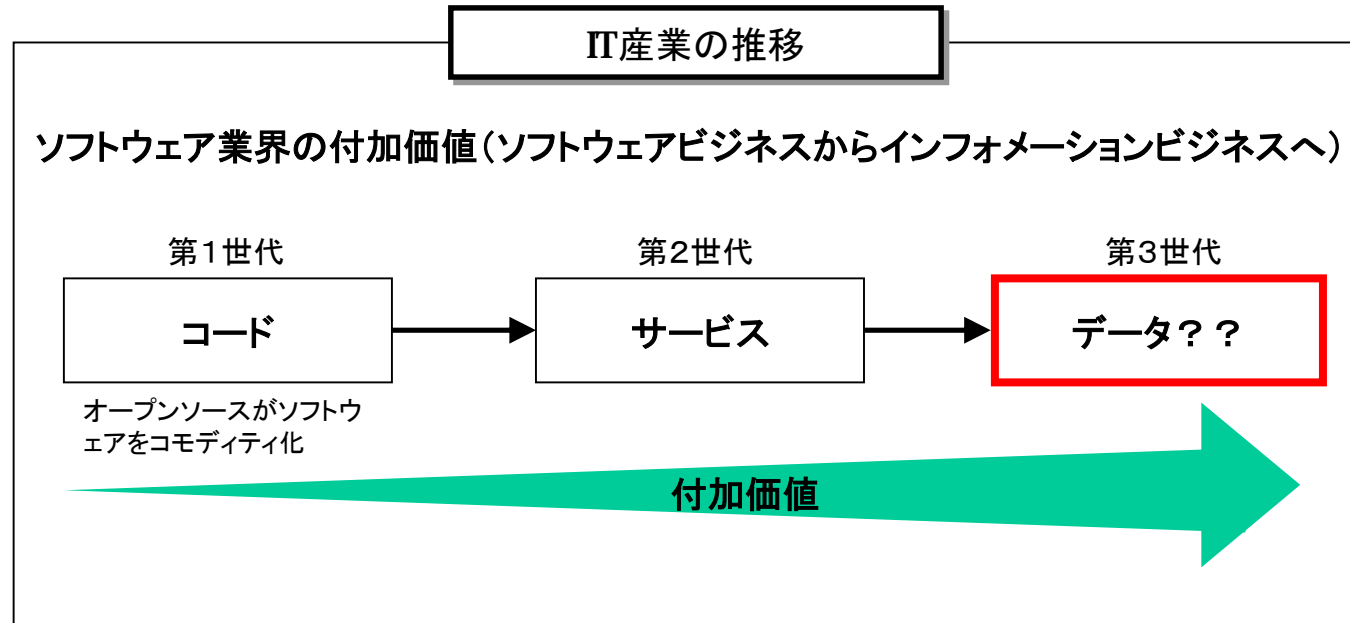 IT産業の推移
ソフトウェア業界の付加価値(ソフトウェアビジネスからインフォメーションビジネスへ)
第1世代
第2世代
第3世代
コード
サービス
データ??
オープンソースがソフトウ
ェアをコモディティ化
付加価値